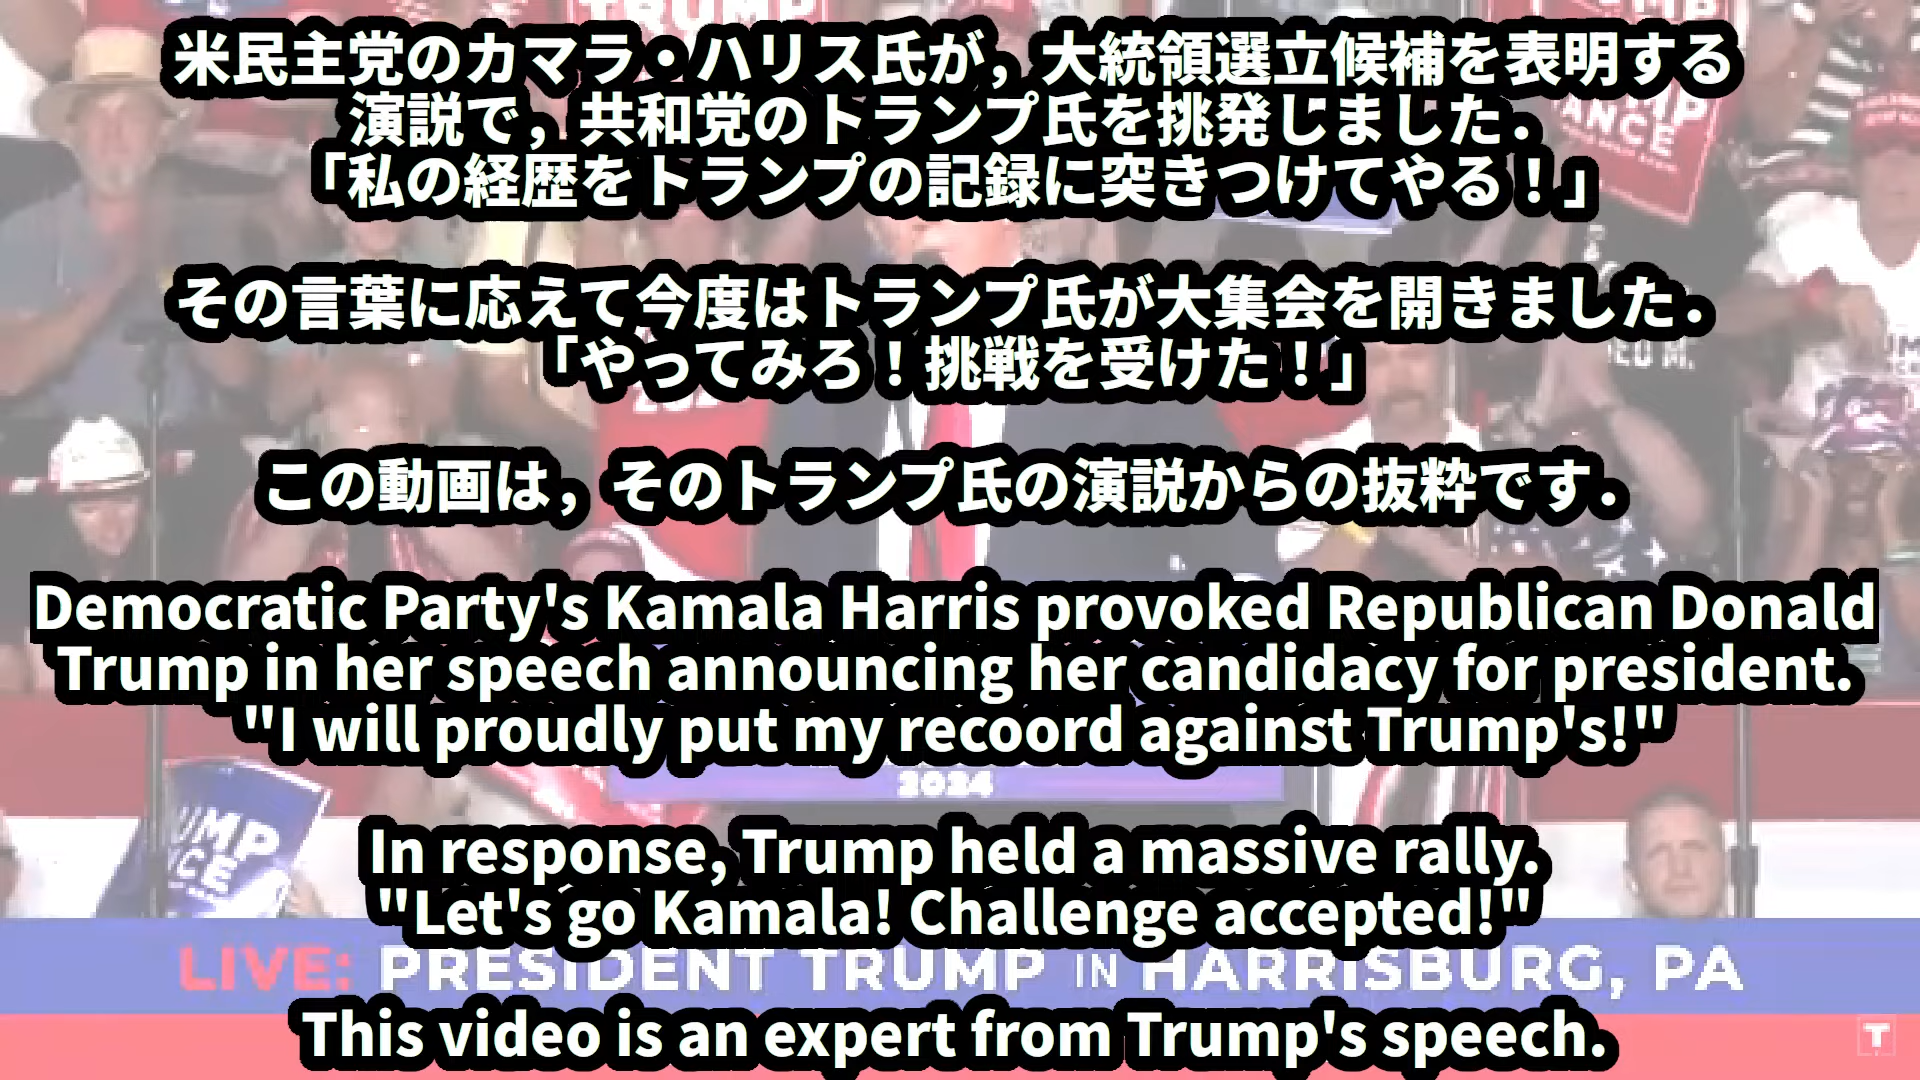 TRUMP
米民主党のカマラ・ハリス氏が，大統領選立候補を表明する
演説で，共和党のトランプ氏を挑発しました．
「私の経歴をトランプの記録に突きつけてやる！」
その言葉に応えて今度はトランプ氏が大集会を開きました．
「やってみろ！挑戦を受けた！」
この動画は，そのトランプ氏の演説からの抜粋です．
Democratic Party's Kamala Harris provoked Republican Donald
Trump in her speech announcing her candidacy for president.
"I will proudly put my recoord against Trump's!"
2024
In response, Trump held a massive rally.
"Let's go Kamala! Challenge accepted!"
LIVE: PRESIDENT TRUMP IN HARRISBURG, PA
This video is an expert from Trump's speech.
T